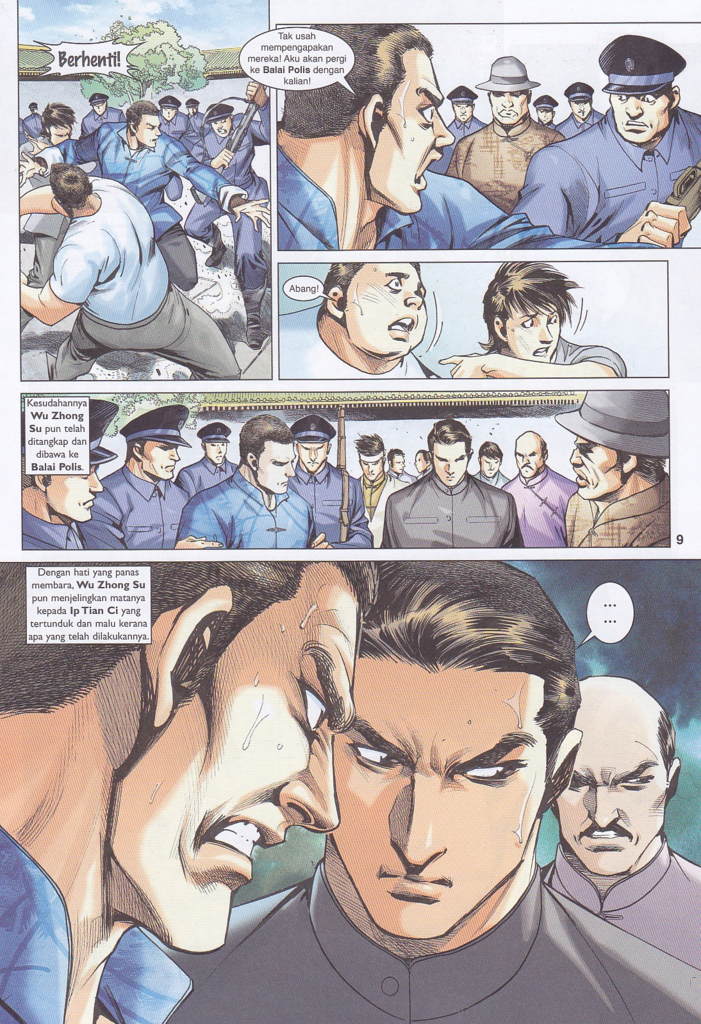 Berhenti!
Tak usah
mempengapakan
mereka! Aku akan pergi
ke Balai Polis dengan
kalian!
Abang!
Kesudahannya
Wu Zhong
Su pun telah
ditangkap dan
dibawa ke
Balai Polis.
9
Dengan hati yang panas
membara, Wu Zhong Su
pun menjelingkan matanya
kepada Ip Tian Ci yang
tertunduk dan malu kerana
apa yang telah dilakukannya.
...
...